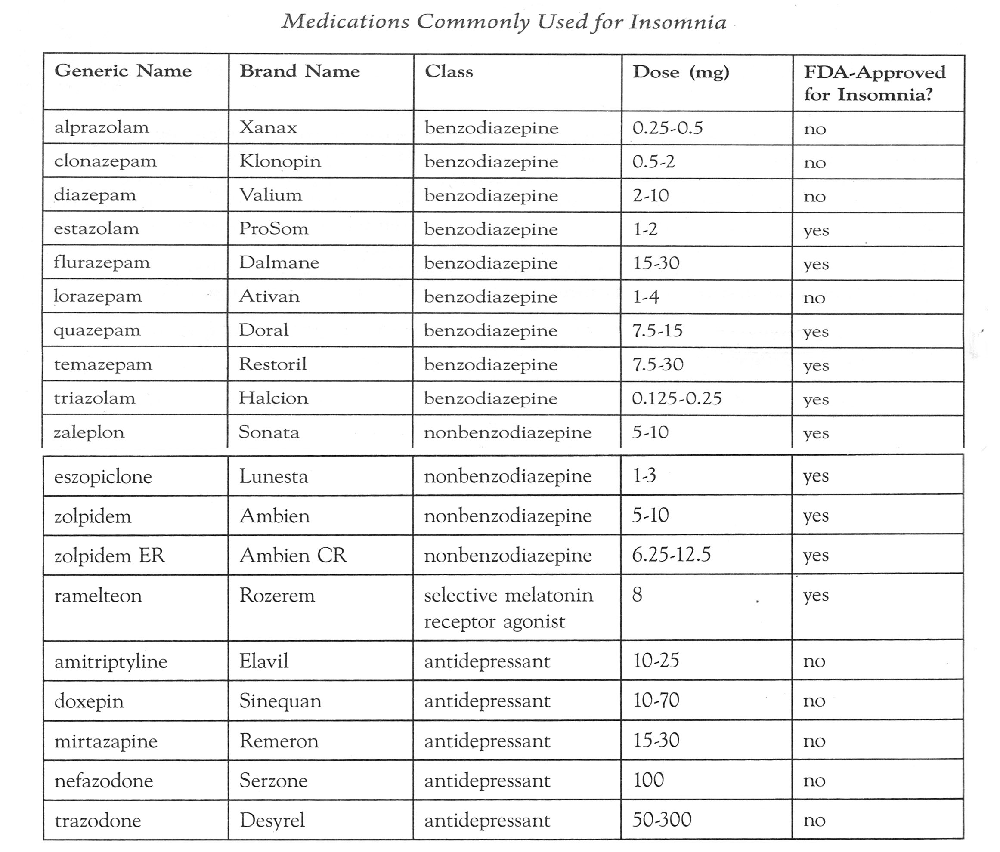 Medications Commonly Used for Insomnia
Generic Name Brand Name Class Dose (mg) FDA-Approved
for Insomnia?
alprazolam Xanax benzodiazepine 0.25-0.5 no
clonazepam Klonopin benzodiazepine 0.5-2 no
diazepam Valium benzodiazepine 2-10 no
estazolam ProSom benzodiazepine 1-2 yes
flurazepam Dalmane benzodiazepine 15-30 yes
lorazepam Ativan benzodiazepine 1-4 no
quazepam Doral benzodiazepine 7.5-15 yes
temazepam Restoril benzodiazepine 7.5-30 yes
triazolam Halcion benzodiazepine 0.125-0.25 yes
zaleplon Sonata nonbenzodiazepine 5-10 yes
eszopiclone Lunesta nonbenzodiazepine 1-3 yes
zolpidem Ambien nonbenzodiazepine 5-10 yes
zolpidem ER Ambien CR nonbenzodiazepine 6.25-12.5 yes
ramelteon Rozerem selective melatonin 8 yes
receptor agonist
amitriptyline Elavil antidepressant 10-25 no
doxepin Sinequan antidepressant 10-70 no
mirtazapine Remeron antidepressant 15-30 no
nefazodone Serzone antidepressant 100 no
trazodone Desyrel antidepressant 50-300 no